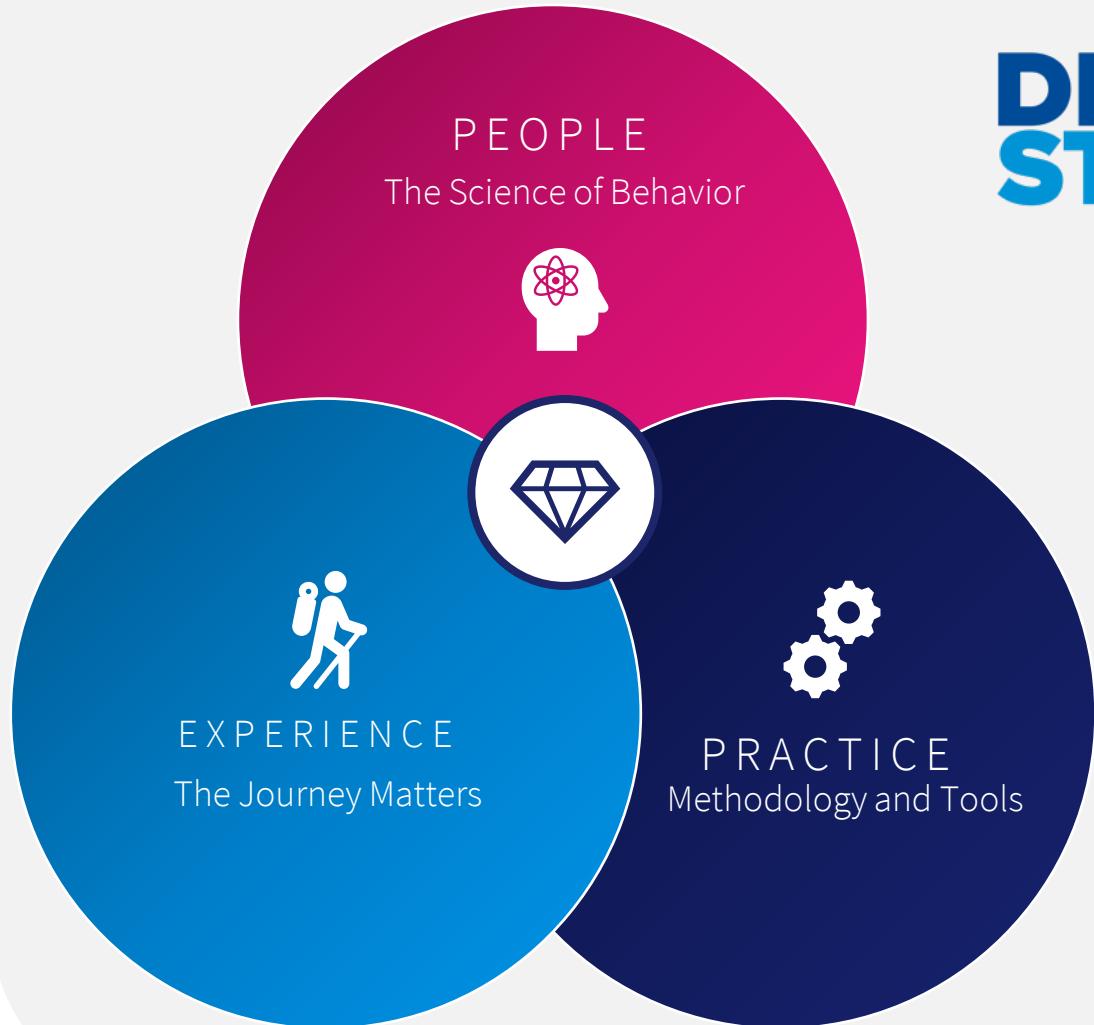 PEOPLE
The Science of Behavior
EXPERIENCE
The Journey Matters
PRACTICE
Methodology and Tools